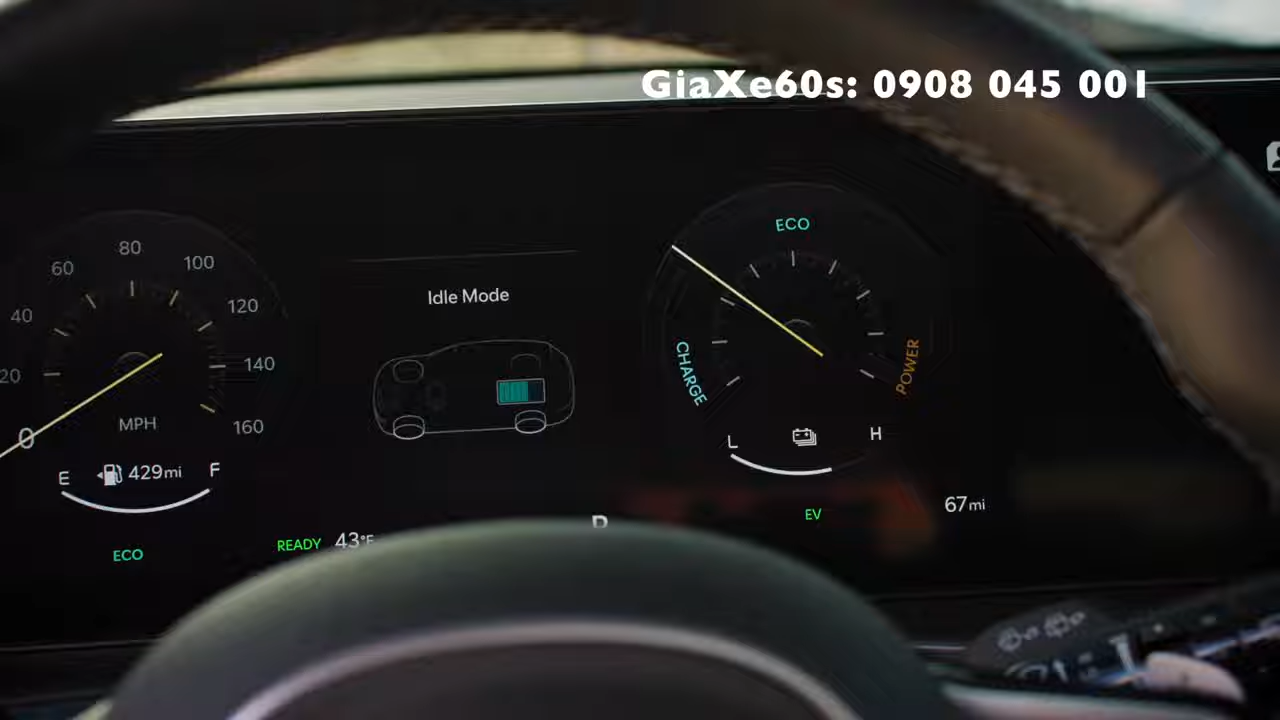 GiaXe60s: 0908 045 001
0
20
40
60
80
100
120
140
160
MPH
E
429mi
F
ECO
READY
43°F
Idle Mode
ECO
CHARGE
POWER
L
H
EV
67mi